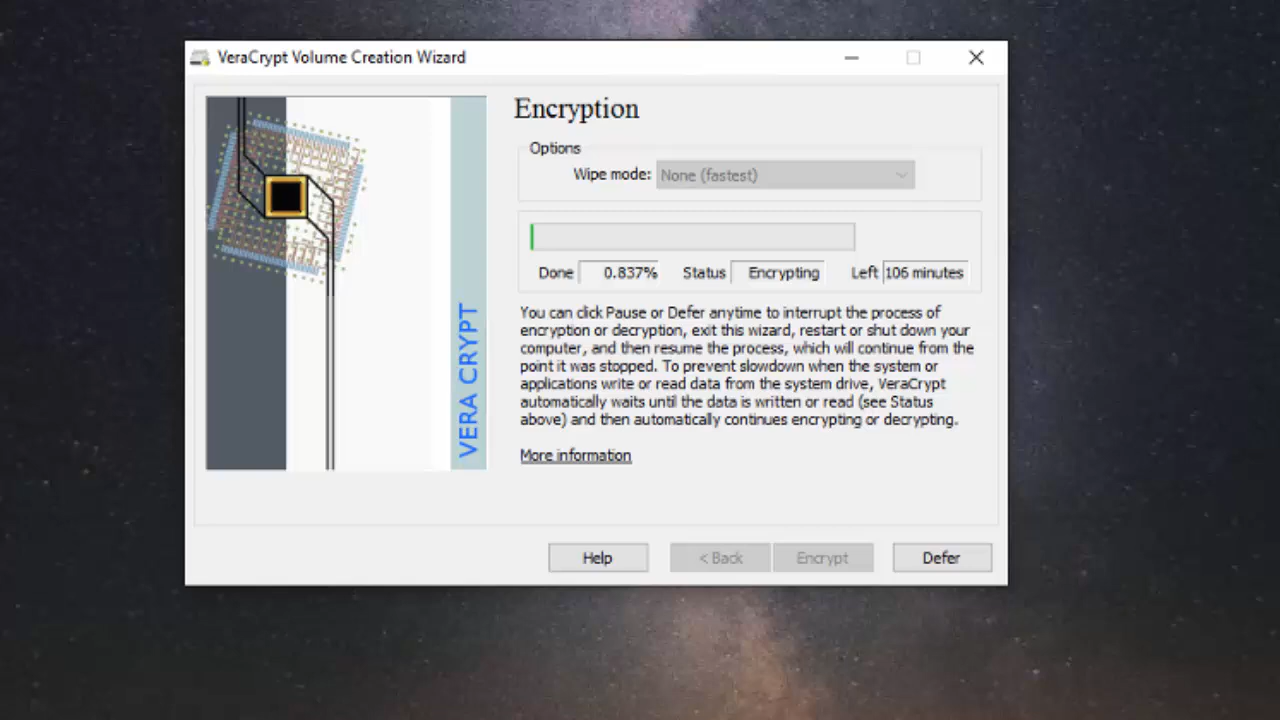 VeraCrypt Volume Creation Wizard
Encryption
Options
Wipe mode: None (fastest)
Done 0.837% Status Encrypting Left 106 minutes
You can click Pause or Defer anytime to interrupt the process of
encryption or decryption, exit this wizard, restart or shut down your
computer, and then resume the process, which will continue from the
point it was stopped. To prevent slowdown when the system or
applications write or read data from the system drive, VeraCrypt
automatically waits until the data is written or read (see Status
above) and then automatically continues encrypting or decrypting.
More information
VERA CRYPT
Help < Back Encrypt Defer